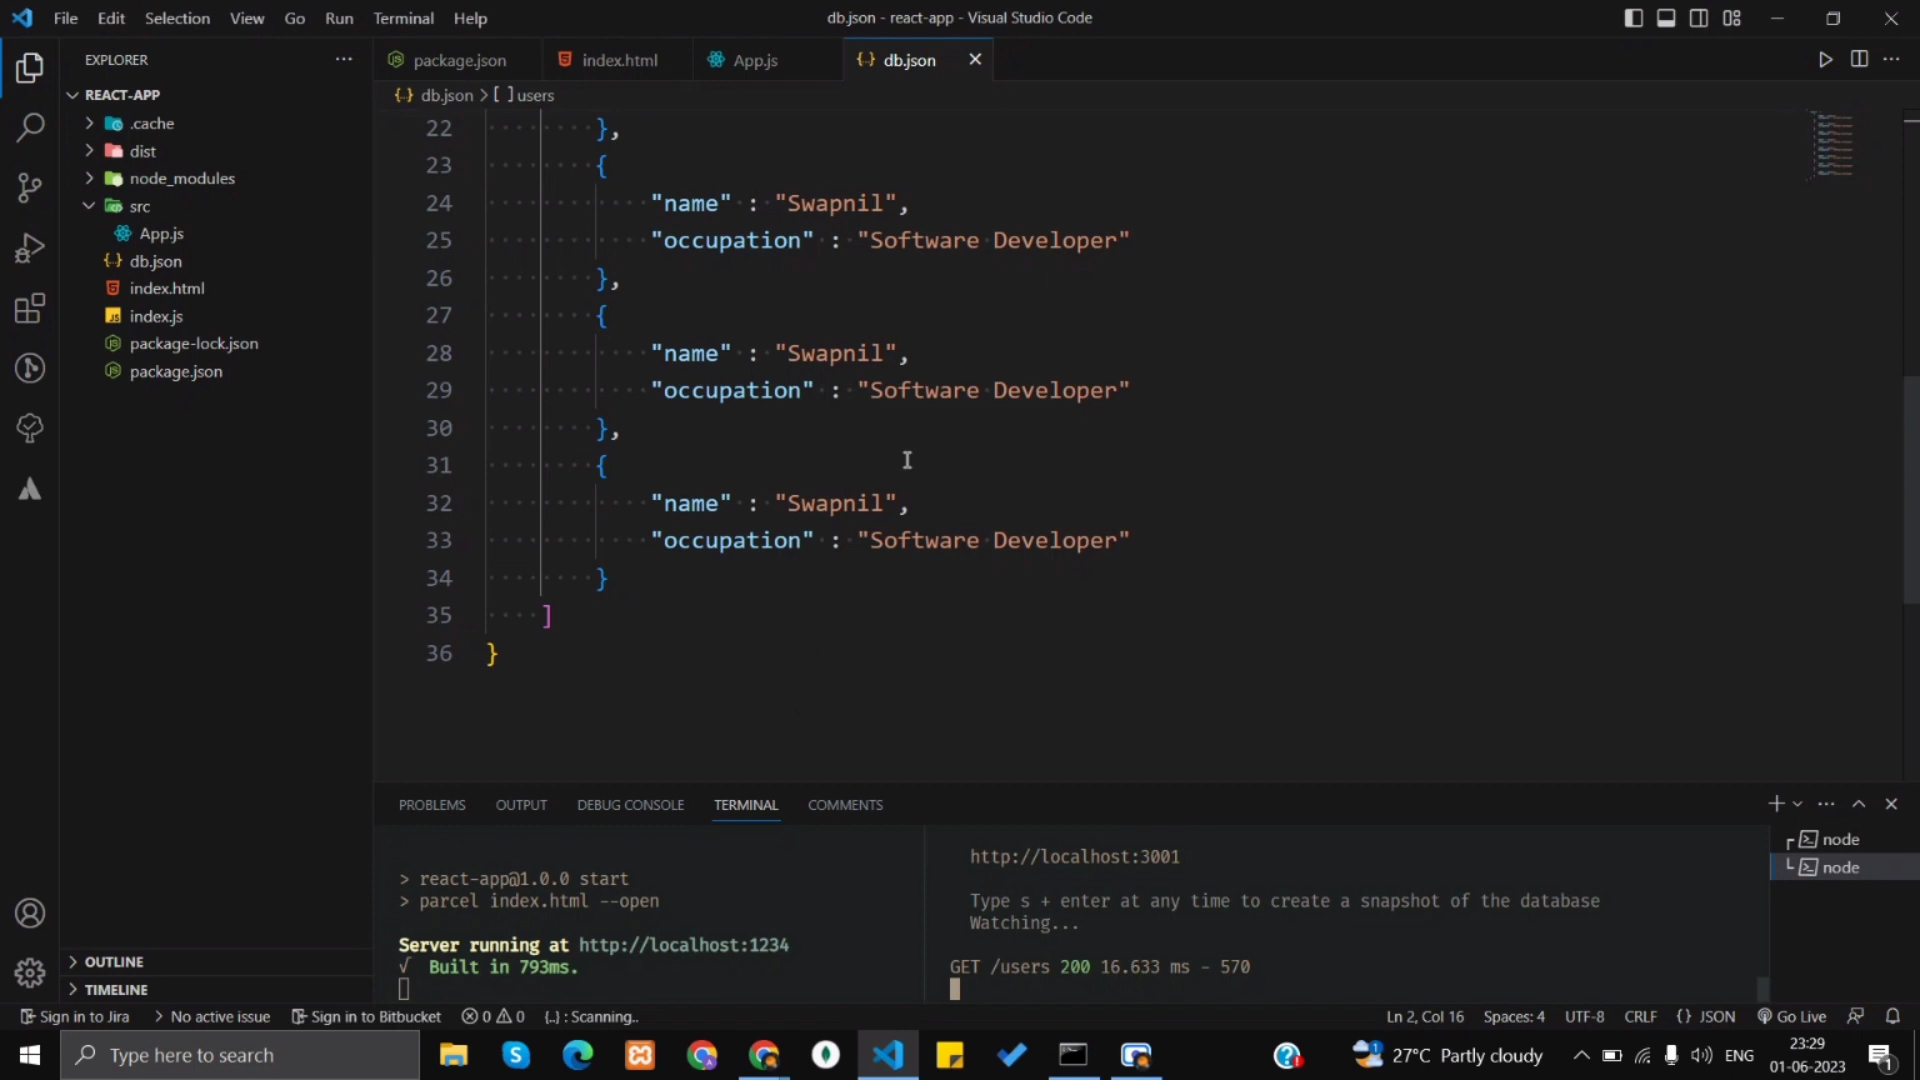 File Edit Selection View Go Run Terminal Help
db.json - react-app - Visual Studio Code
EXPLORER
REACT-APP
.cache
dist
node_modules
src
App.js
db.json
index.html
index.js
package-lock.json
package.json
OUTLINE
TIMELINE
package.json index.html App.js db.json
db.json > [ ] users
22 },
23 {
24 "name" : "Swapnil",
25 "occupation" : "Software Developer"
26 },
27 {
28 "name" : "Swapnil",
29 "occupation" : "Software Developer"
30 },
31 {
32 "name" : "Swapnil",
33 "occupation" : "Software Developer"
34 }
35 ]
36 }
PROBLEMS OUTPUT DEBUG CONSOLE TERMINAL COMMENTS
> react-app@1.0.0 start
> parcel index.html --open
Server running at http://localhost:1234
√ Built in 793ms.
http://localhost:3001
Type s + enter at any time to create a snapshot of the database
Watching...
GET /users 200 16.633 ms - 570
node
node
Sign in to Jira > No active issue Sign in to Bitbucket 0 0 {..} : Scanning.. Ln 2, Col 16 Spaces: 4 UTF-8 CRLF {} JSON Go Live
Type here to search
27°C Partly cloudy
ENG
23:29
01-06-2023
1